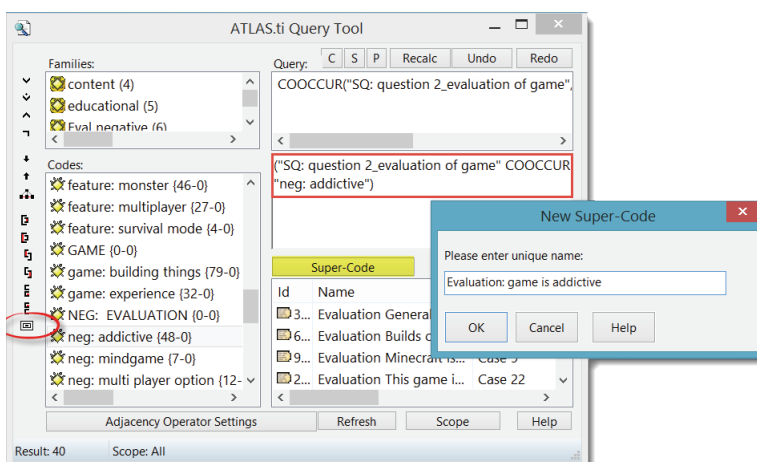 ATLAS.ti Query Tool
Families:
content (4)
educational (5)
Eval negative (6)
Query:
C S P Recalc Undo Redo
COOCCUR("SQ: question 2_evaluation of game",
("SQ: question 2_evaluation of game" COOCCUR
"neg: addictive")
Codes:
feature: monster {46-0}
feature: multiplayer {27-0}
feature: survival mode {4-0}
GAME {0-0}
game: building things {79-0}
game: experience {32-0}
NEG: EVALUATION {0-0}
neg: addictive {48-0}
neg: mindgame {7-0}
neg: multi player option {12-
Super-Code
Id Name
3... Evaluation General
6... Evaluation Builds
9... Evaluation Minecraft
2... Evaluation This game i... Case 22
New Super-Code
Please enter unique name:
Evaluation: game is addictive
OK Cancel Help
Adjacency Operator Settings Refresh Scope Help
Result: 40 Scope: All